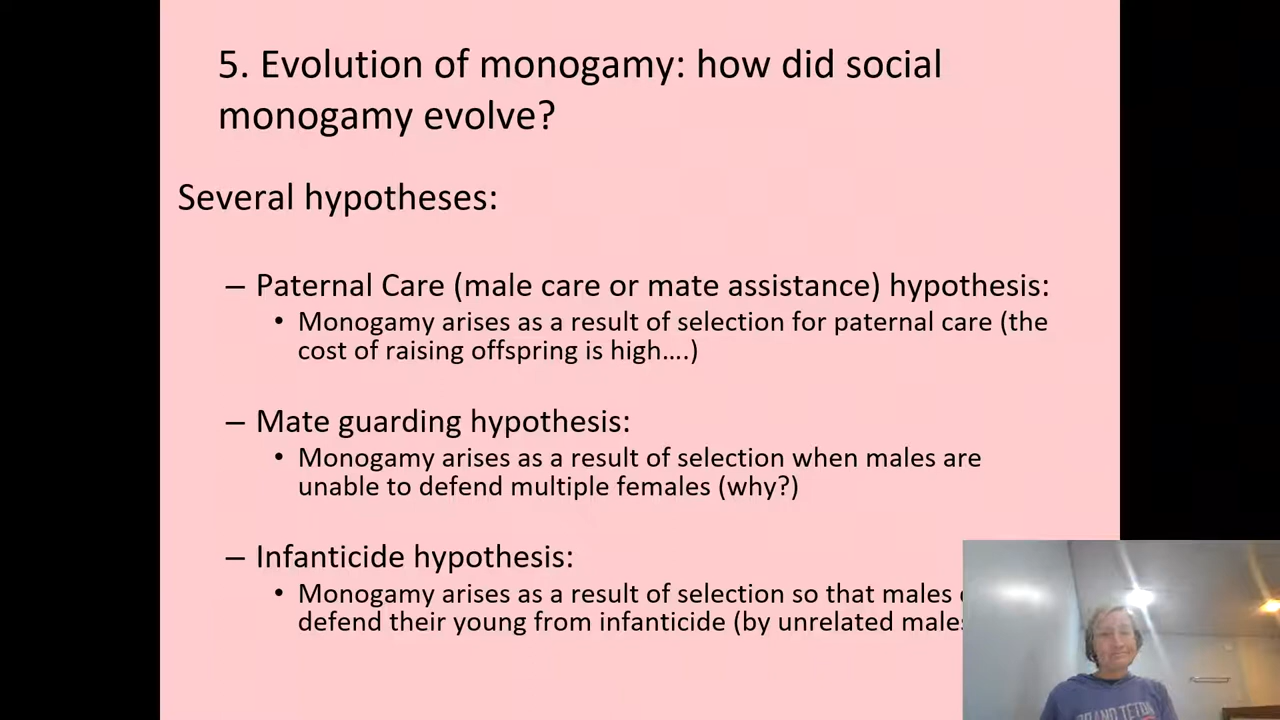 5. Evolution of monogamy: how did social
monogamy evolve?
Several hypotheses:
– Paternal Care (male care or mate assistance) hypothesis:
• Monogamy arises as a result of selection for paternal care (the
cost of raising offspring is high….)
– Mate guarding hypothesis:
• Monogamy arises as a result of selection when males are
unable to defend multiple females (why?)
– Infanticide hypothesis:
• Monogamy arises as a result of selection so that males
defend their young from infanticide (by unrelated males
GRAND TETON